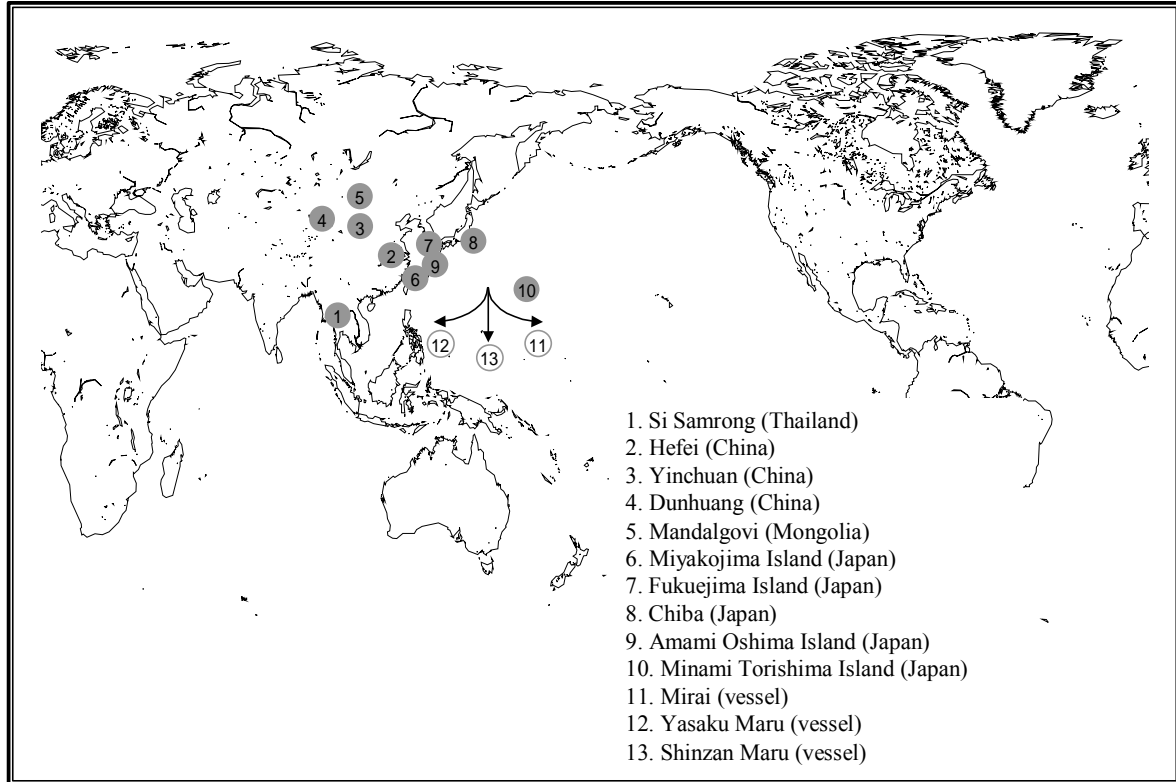 5
4
3
7
8
2
9
6
10
1
12
13
11
1. Si Samrong (Thailand)
2. Hefei (China)
3. Yinchuan (China)
4. Dunhuang (China)
5. Mandalgovi (Mongolia)
6. Miyakojima Island (Japan)
7. Fukuejima Island (Japan)
8. Chiba (Japan)
9. Amami Oshima Island (Japan)
10. Minami Torishima Island (Japan)
11. Mirai (vessel)
12. Yasaku Maru (vessel)
13. Shinzan Maru (vessel)